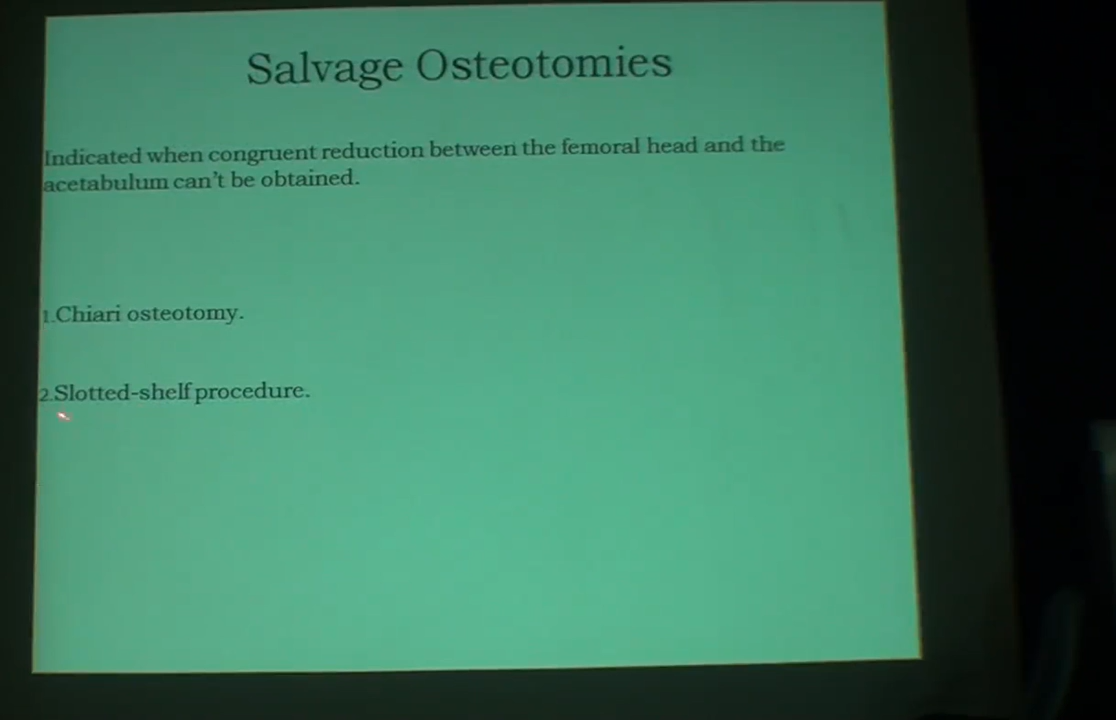 Salvage Osteotomies
Indicated when congruent reduction between the femoral head and the
acetabulum can't be obtained.
1.Chiari osteotomy.
2.Slotted-shelf procedure.